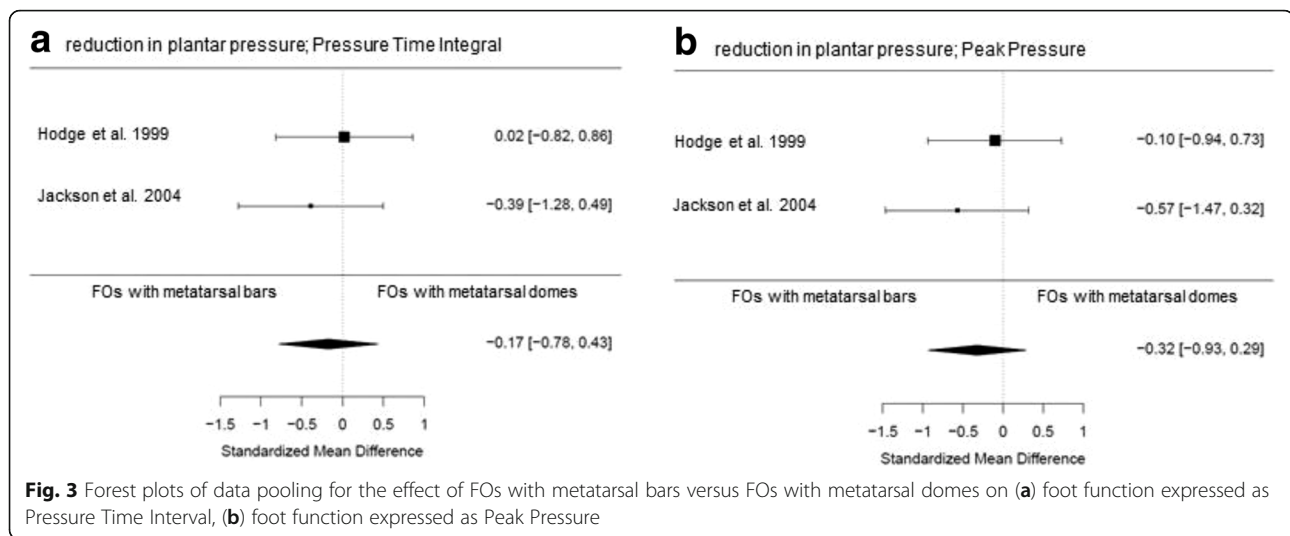 a reduction in plantar pressure; Pressure Time Integral
Hodge et al. 1999 0.02 [−0.82, 0.86]
Jackson et al. 2004 −0.39 [−1.28, 0.49]
FOs with metatarsal bars FOs with metatarsal domes
−0.17 [−0.78, 0.43]
−1.5 −1 −0.5 0 0.5 1
Standardized Mean Difference
b reduction in plantar pressure; Peak Pressure
Hodge et al. 1999 −0.10 [−0.94, 0.73]
Jackson et al. 2004 −0.57 [−1.47, 0.32]
FOs with metatarsal bars FOs with metatarsal domes
−0.32 [−0.93, 0.29]
−1.5 −1 −0.5 0 0.5 1
Standardized Mean Difference
Fig. 3 Forest plots of data pooling for the effect of FOs with metatarsal bars versus FOs with metatarsal domes on (a) foot function expressed as
Pressure Time Interval, (b) foot function expressed as Peak Pressure